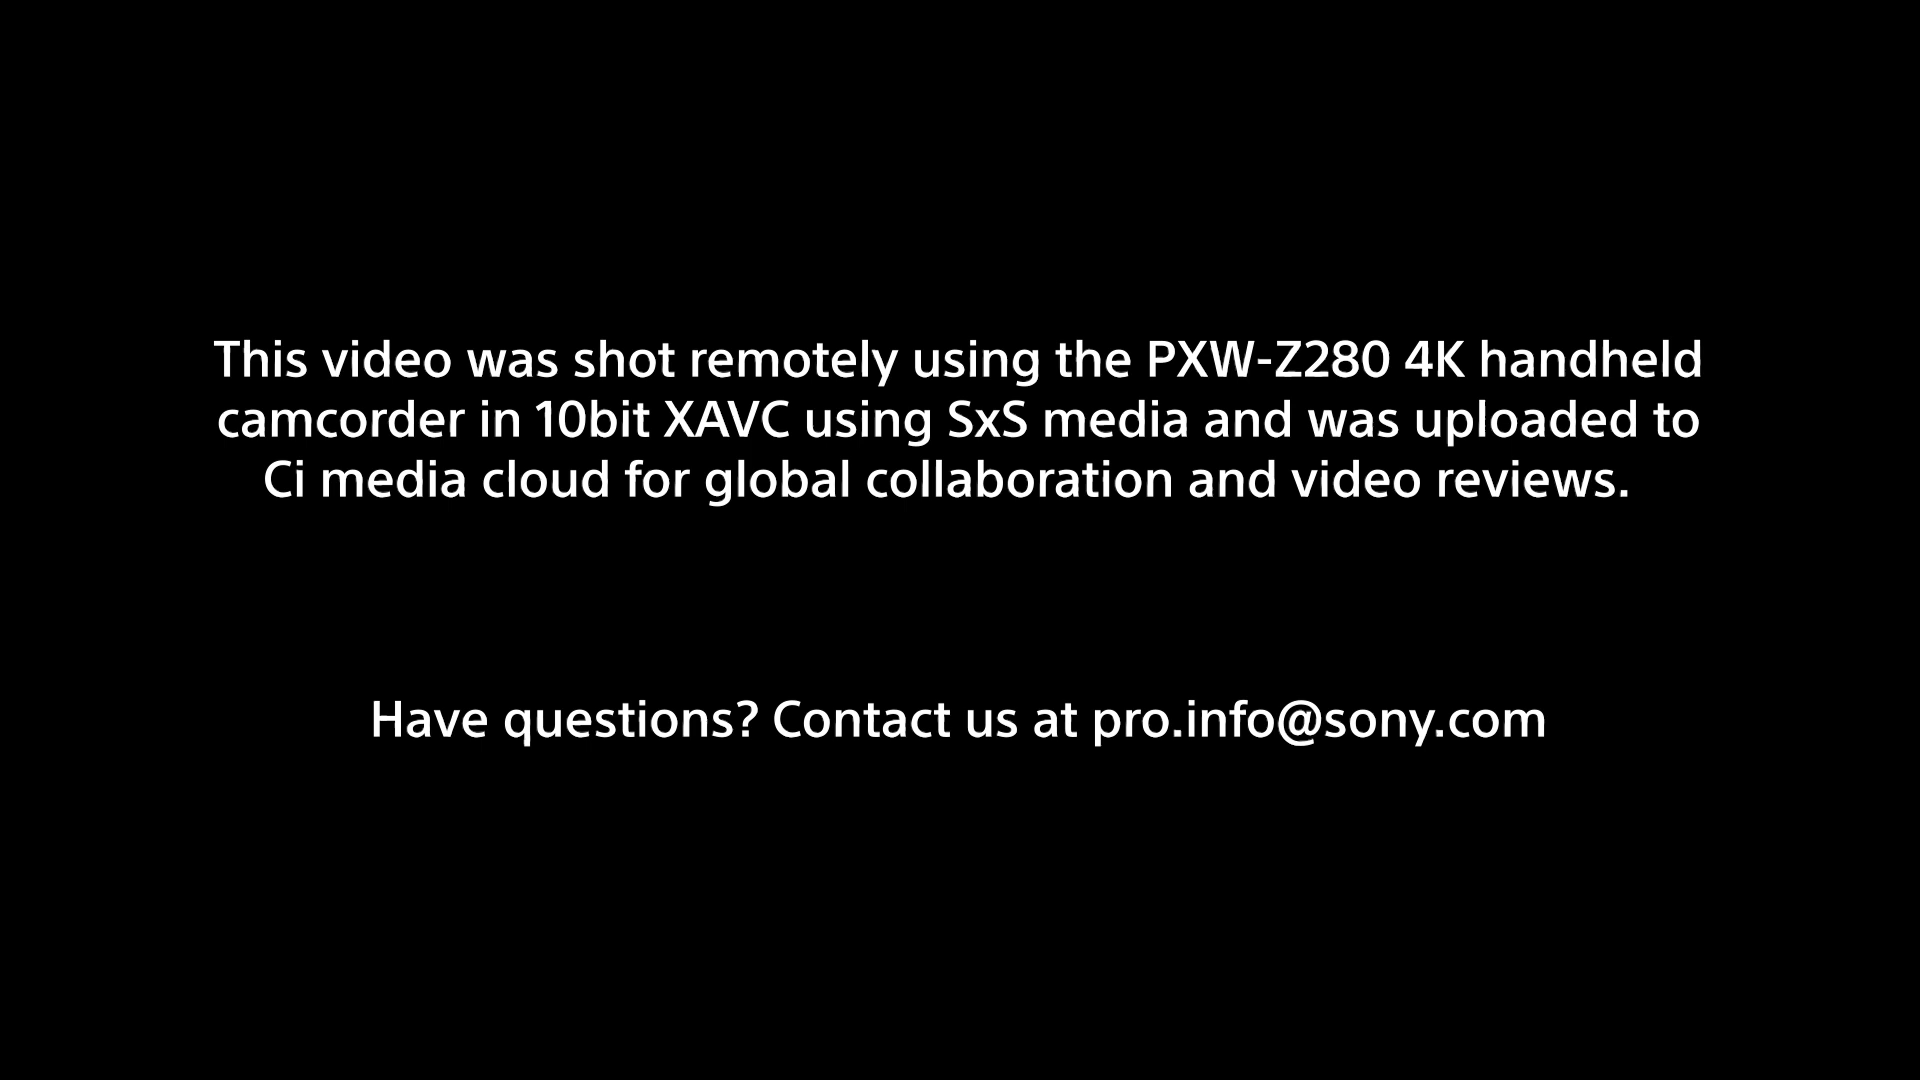 This video was shot remotely using the PXW-Z280 4K handheld
camcorder in 10bit XAVC using SxS media and was uploaded to
Ci media cloud for global collaboration and video reviews.
Have questions? Contact us at pro.info@sony.com